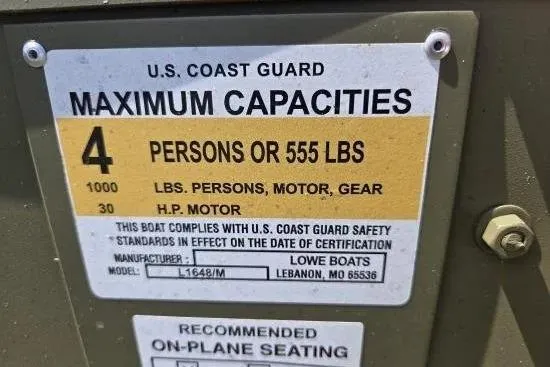 U.S. COAST GUARD
MAXIMUM CAPACITIES
4 PERSONS OR 555 LBS
1000 LBS. PERSONS, MOTOR, GEAR
30 H.P. MOTOR
THIS BOAT COMPLIES WITH U.S. COAST GUARD SAFETY
STANDARDS IN EFFECT ON THE DATE OF CERTIFICATION
MANUFACTURER : LOWE BOATS
MODEL: L1648/M LEBANON, MO 65536
RECOMMENDED
ON-PLANE SEATING